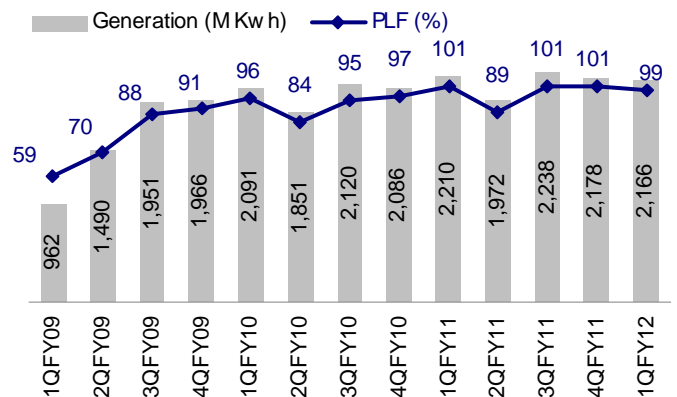 Generation (M Kw h) PLF (%)
59 70 88 91 96 84 95 97 101 89 101 101 99
962 1,490 1,951 1,966 2,091 1,851 2,120 2,086 2,210 1,972 2,238 2,178 2,166
1QFY09 2QFY09 3QFY09 4QFY09 1QFY10 2QFY10 3QFY10 4QFY10 1QFY11 2QFY11 3QFY11 4QFY11 1QFY12